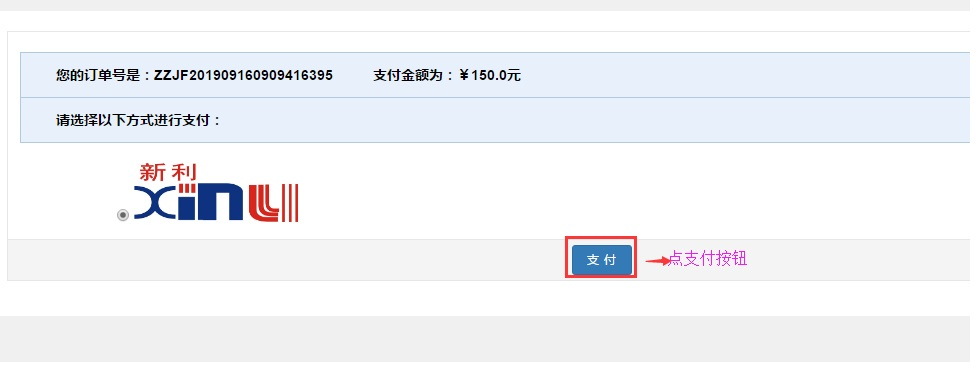 您的订单号是：ZZJF201909160909416395 支付金额为：￥150.0元
请选择以下方式进行支付：
新利
xinli
支付
点支付按钮